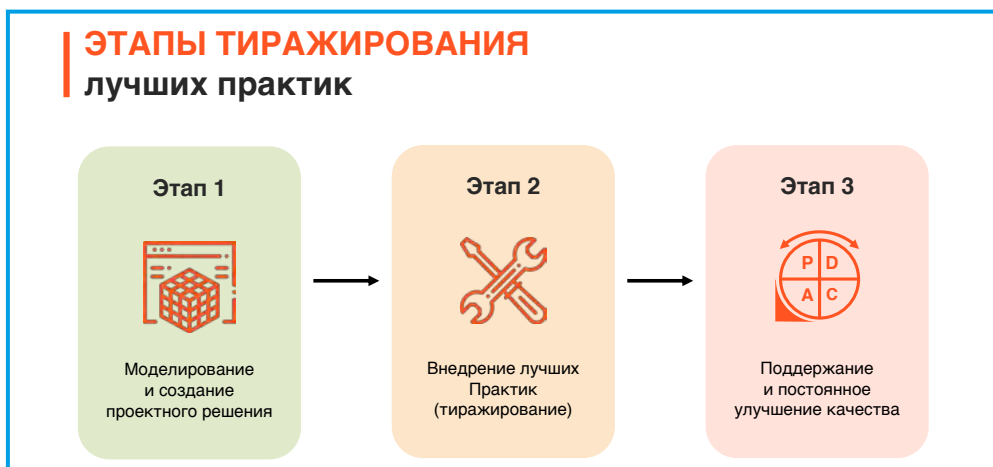 ЭТАПЫ ТИРАЖИРОВАНИЯ
лучших практик
Этап 1
Моделирование
и создание
проектного решения
Этап 2
Внедрение лучших
Практик
(тиражирование)
Этап 3
P D
A C
Поддержание
и постоянное
улучшение качества